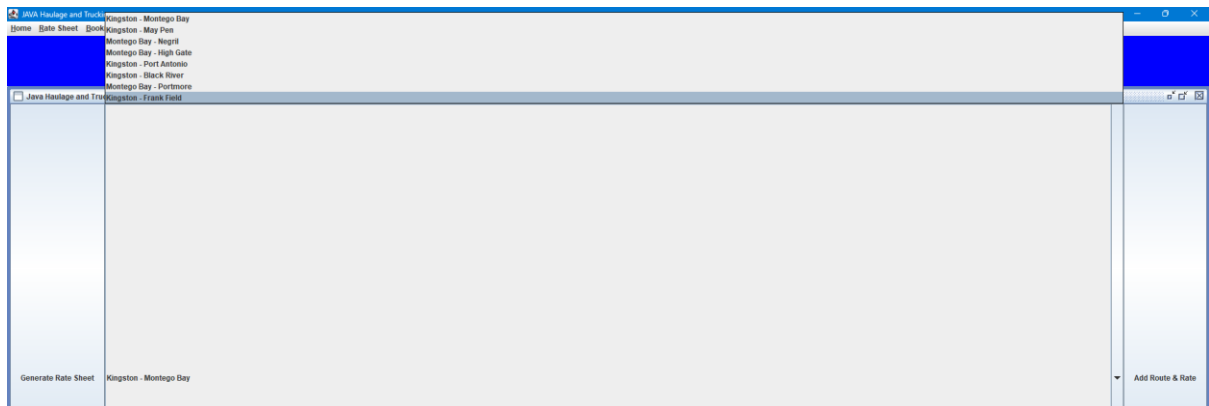 JAVA Haulage and Trucki
Kingston - Montego Bay
Home Rate Sheet Book
Kingston - May Pen
Montego Bay - Negril
Montego Bay - High Gate
Kingston - Port Antonio
Kingston - Black River
Montego Bay - Portmore
Java Haulage and Tru
Kingston - Frank Field
Generate Rate Sheet
Kingston - Montego Bay
Add Route & Rate